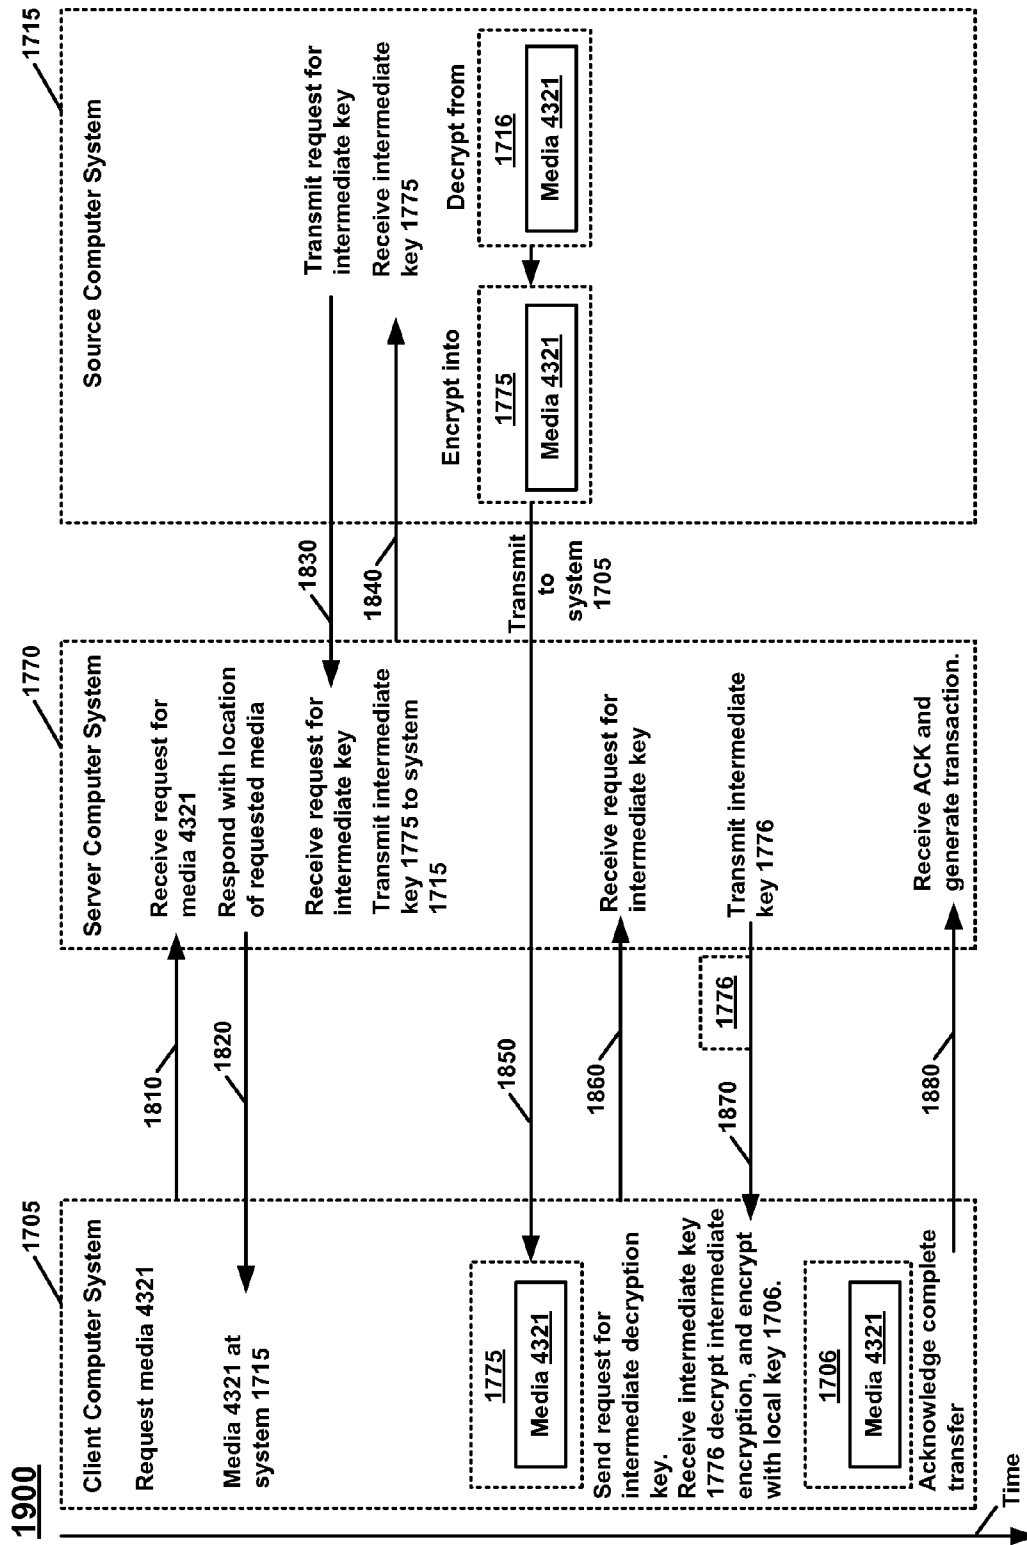 1900
1705
1770
1715
Client Computer System
Server Computer System
Source Computer System
Request media 4321
1810
Receive request for
media 4321
Media 4321 at
system 1715
1820
Respond with location
of requested media
Transmit request for
intermediate key
1830
Receive request for
intermediate key
Transmit intermediate
key 1775 to system
1715
1840
Receive intermediate
key 1775
Decrypt from
1716
Media 4321
Encrypt into
1775
Media 4321
Transmit
to
system
1705
1850
1775
Media 4321
Send request for
intermediate decryption
key.
1860
Receive request for
intermediate key
Transmit intermediate
key 1776
1776
1870
Receive intermediate key
1776 decrypt intermediate
encryption, and encrypt
with local key 1706.
1706
Media 4321
Acknowledge complete
transfer
1880
Receive ACK and
generate transaction.
Time